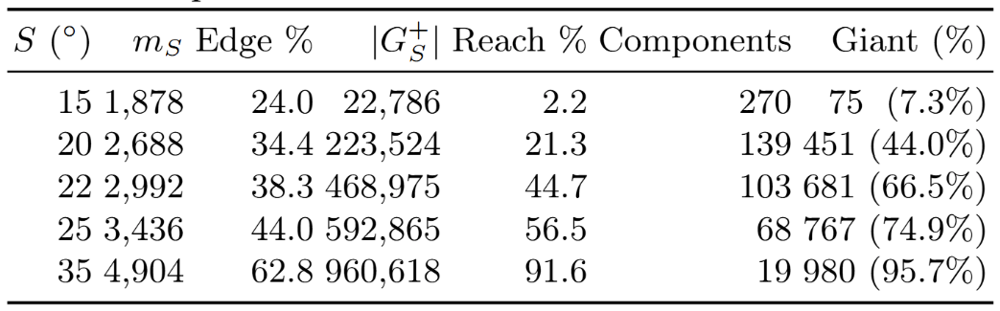 S (°) m_S Edge % |G_S^+| Reach % Components Giant (%)
15 1,878 24.0 22,786 2.2 270 75 (7.3%)
20 2,688 34.4 223,524 21.3 139 451 (44.0%)
22 2,992 38.3 468,975 44.7 103 681 (66.5%)
25 3,436 44.0 592,865 56.5 68 767 (74.9%)
35 4,904 62.8 960,618 91.6 19 980 (95.7%)